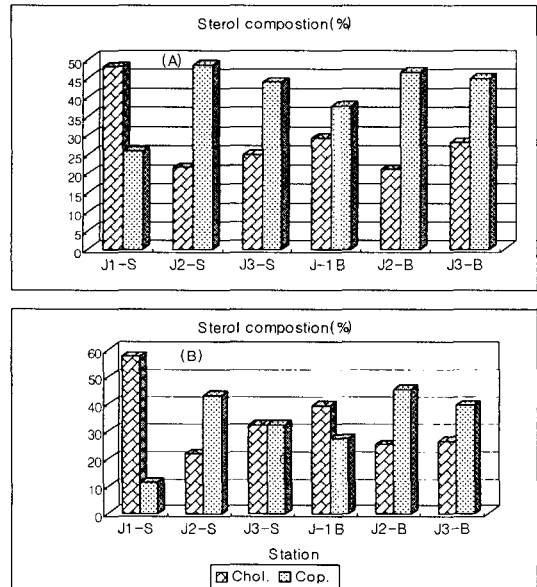 Sterol compostion(%)
(A)
50
45
40
35
30
25
20
15
10
5
0
J1-S J2-S J3-S J-1B J2-B J3-B
Sterol compostion(%)
(B)
60
50
40
30
20
10
0
J1-S J2-S J3-S J-1B J2-B J3-B
Station
Chol. Cop.